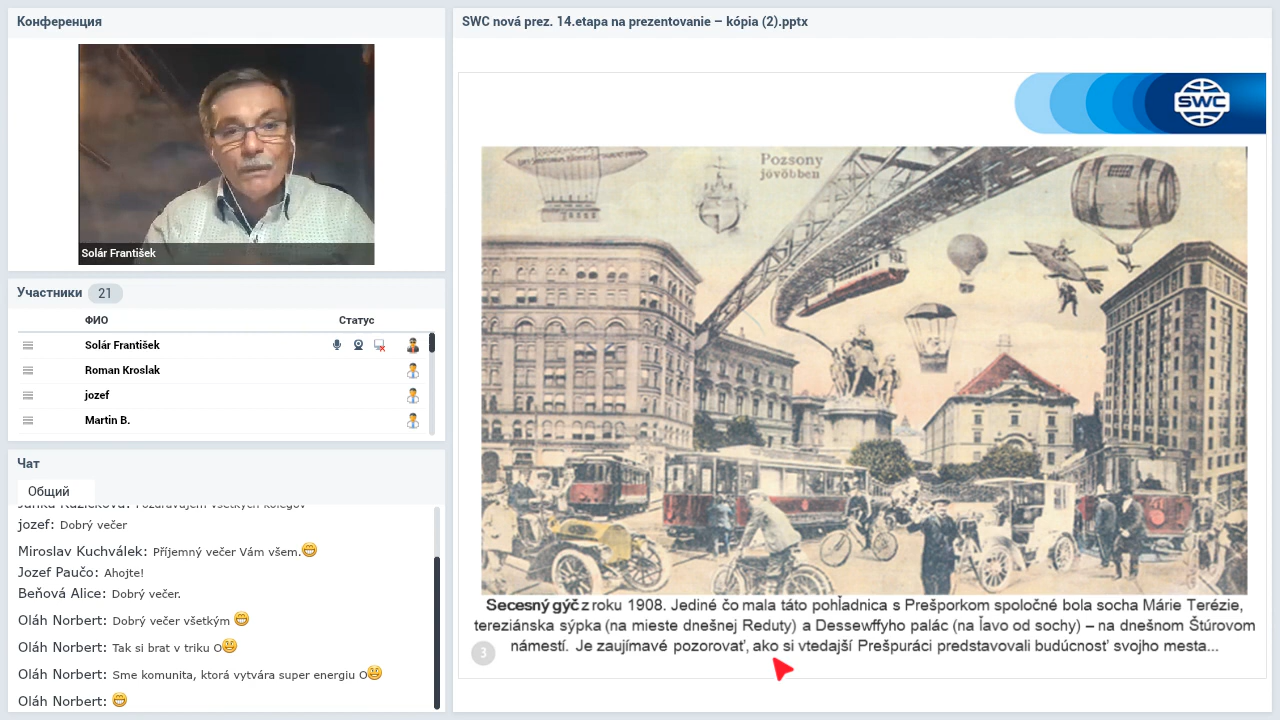 Конференция
Solár František
Участники 21
ФИО Статус
Solár František
Roman Kroslak
jozef
Martin B.
Чат
Общий
jozef: Dobrý večer
Miroslav Kuchválek: Příjemný večer Vám všem.
Jozef Paučo: Ahojte!
Beňová Alice: Dobrý večer.
Oláh Norbert: Dobrý večer všetkým
Oláh Norbert: Tak si brat v triku O
Oláh Norbert: Sme komunita, ktorá vytvára super energiu O
Oláh Norbert:
SWC nová prez. 14.etapa na prezentovanie – kópia (2).pptx
SWC
Pozsony
jövőbben
Secesný gýč z roku 1908. Jediné čo mala táto pohľadnica s Prešporkom spoločné bola socha Márie Terézie,
tereziánska sýpka (na mieste dnešnej Reduty) a Dessewffyho palác (na ľavo od sochy) – na dnešnom Štúrovom
námestí. Je zaujímavé pozorovať, ako si vtedajší Prešpuráci predstavovali budúcnosť svojho mesta...
3